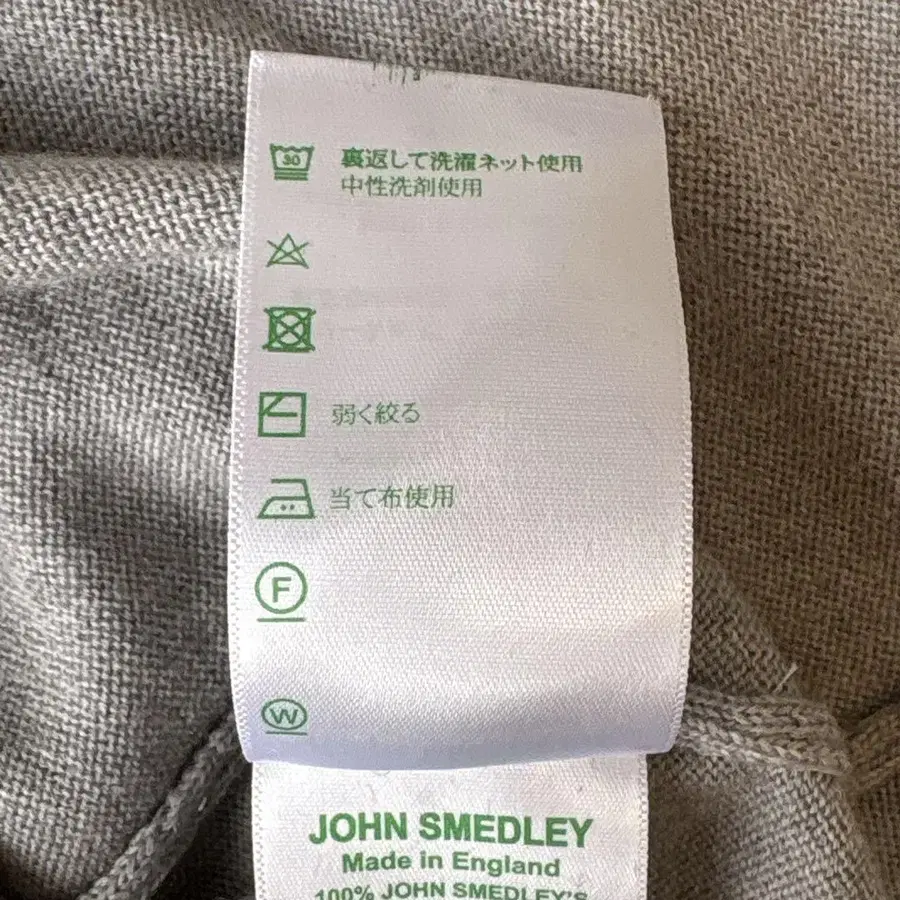 30
裏返して洗濯ネット使用
中性洗剤使用
弱く絞る
当て布使用
F
W
JOHN SMEDLEY
Made in England
100% JOHN SMEDLEY'S